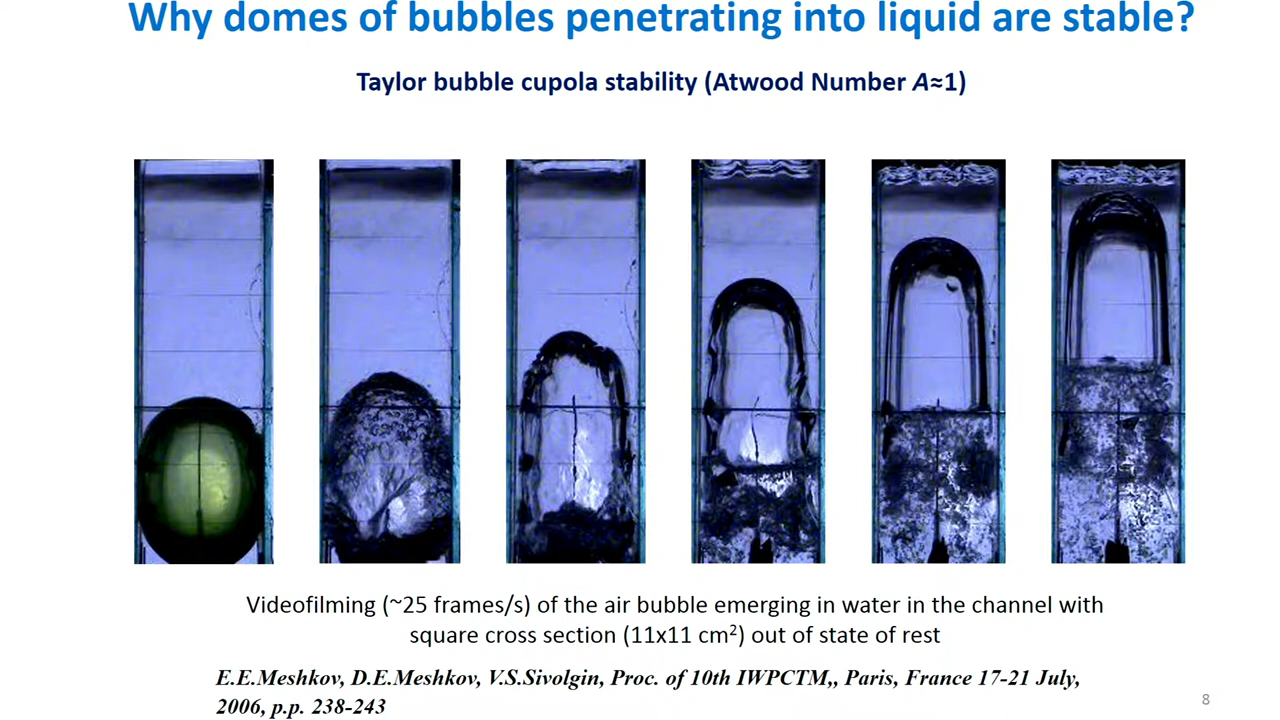 Why domes of bubbles penetrating into liquid are stable?
Taylor bubble cupola stability (Atwood Number A≈1)
Videofilming (~25 frames/s) of the air bubble emerging in water in the channel with
square cross section (11x11 cm²) out of state of rest
E.E.Meshkov, D.E.Meshkov, V.S.Sivolgin, Proc. of 10th IWPCTM,, Paris, France 17-21 July,
2006, p.p. 238-243
8